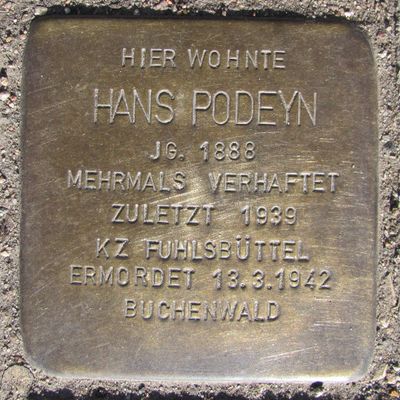 HIER WOHNTE
HANS PODEYN
JG. 1888
MEHRMALS VERHAFTET
ZULETZT 1939
KZ FUHLSBÜTTEL
ERMORDET 13.3.1942
BUCHENWALD